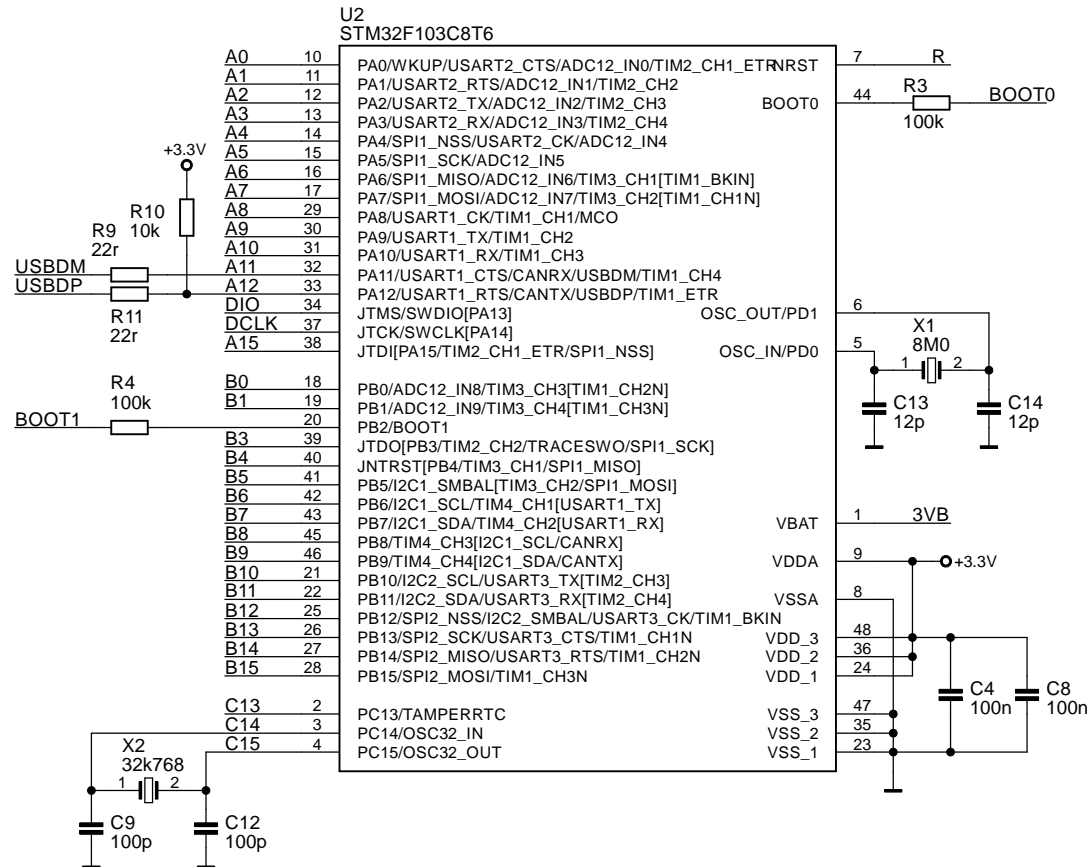 U2
STM32F103C8T6
A0 10 PA0/WKUP/USART2_CTS/ADC12_IN0/TIM2_CH1_ETR NRST 7 R
A1 11 PA1/USART2_RTS/ADC12_IN1/TIM2_CH2
A2 12 PA2/USART2_TX/ADC12_IN2/TIM2_CH3 BOOT0 44 R3 100k BOOT0
A3 13 PA3/USART2_RX/ADC12_IN3/TIM2_CH4
A4 14 PA4/SPI1_NSS/USART2_CK/ADC12_IN4
A5 15 PA5/SPI1_SCK/ADC12_IN5
+3.3V
A6 16 PA6/SPI1_MISO/ADC12_IN6/TIM3_CH1[TIM1_BKIN]
A7 17 PA7/SPI1_MOSI/ADC12_IN7/TIM3_CH2[TIM1_CH1N]
R10
10k
A8 29 PA8/USART1_CK/TIM1_CH1/MCO
R9
22r
A9 30 PA9/USART1_TX/TIM1_CH2
A10 31 PA10/USART1_RX/TIM1_CH3
USBDM A11 32 PA11/USART1_CTS/CANRX/USBDM/TIM1_CH4
USBDP A12 33 PA12/USART1_RTS/CANTX/USBDP/TIM1_ETR
R11
22r
DIO 34 JTMS/SWDIO[PA13] OSC_OUT/PD1 6
DCLK 37 JTCK/SWCLK[PA14]
A15 38 JTDI[PA15/TIM2_CH1_ETR/SPI1_NSS] OSC_IN/PD0 5
X1
8M0
1 2
C13
12p
C14
12p
B0 18 PB0/ADC12_IN8/TIM3_CH3[TIM1_CH2N]
B1 19 PB1/ADC12_IN9/TIM3_CH4[TIM1_CH3N]
R4
100k
BOOT1 20 PB2/BOOT1
B3 39 JTDO[PB3/TIM2_CH2/TRACESWO/SPI1_SCK]
B4 40 JNTRST[PB4/TIM3_CH1/SPI1_MISO]
B5 41 PB5/I2C1_SMBAL[TIM3_CH2/SPI1_MOSI]
B6 42 PB6/I2C1_SCL/TIM4_CH1[USART1_TX]
B7 43 PB7/I2C1_SDA/TIM4_CH2[USART1_RX] VBAT 1 3VB
B8 45 PB8/TIM4_CH3[I2C1_SCL/CANRX]
B9 46 PB9/TIM4_CH4[I2C1_SDA/CANTX] VDDA 9 +3.3V
B10 21 PB10/I2C2_SCL/USART3_TX[TIM2_CH3]
B11 22 PB11/I2C2_SDA/USART3_RX[TIM2_CH4] VSSA 8
B12 25 PB12/SPI2_NSS/I2C2_SMBAL/USART3_CK/TIM1_BKIN
B13 26 PB13/SPI2_SCK/USART3_CTS/TIM1_CH1N VDD_3 48
B14 27 PB14/SPI2_MISO/USART3_RTS/TIM1_CH2N VDD_2 36
B15 28 PB15/SPI2_MOSI/TIM1_CH3N VDD_1 24
C4
100n
C8
100n
C13 2 PC13/TAMPERRTC VSS_3 47
C14 3 PC14/OSC32_IN VSS_2 35
C15 4 PC15/OSC32_OUT VSS_1 23
X2
32k768
1 2
C9
100p
C12
100p